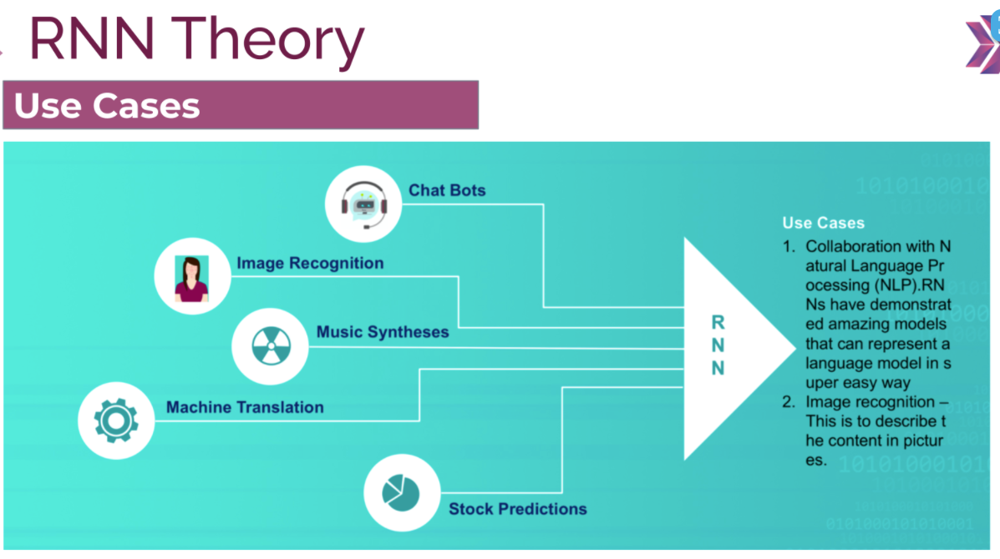 RNN Theory
Use Cases
Chat Bots
Image Recognition
Music Syntheses
Machine Translation
Stock Predictions
R
N
N
Use Cases
1. Collaboration with N
atural Language Pr
ocessing (NLP).RN
Ns have demonstrat
ed amazing models
that can represent a
language model in s
uper easy way
2. Image recognition –
This is to describe t
he content in pictur
es.